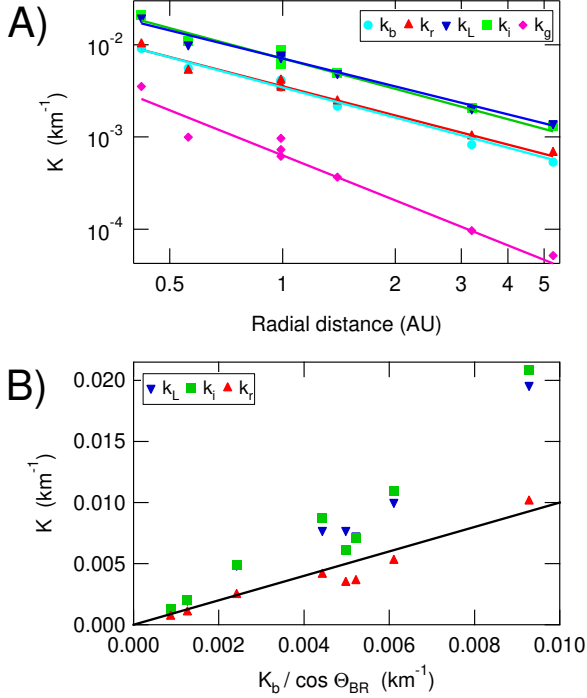 A)
k_b k_r k_L k_i k_g
K (km^-1)
10^-2
10^-3
10^-4
0.5 1 2 3 4 5
Radial distance (AU)
B)
k_L k_i k_r
K (km^-1)
0.020
0.015
0.010
0.005
0.000
0.000 0.002 0.004 0.006 0.008 0.010
K_b / cos Θ_BR (km^-1)